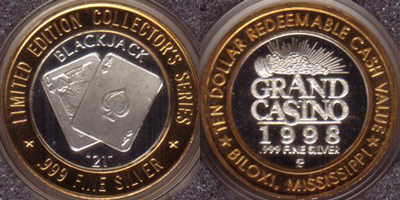 LIMITED EDITION COLLECTOR'S SERIES
BLACKJACK
A
"21"
.999 FINE SILVER
TEN DOLLAR REDEEMABLE CASH VALUE
GRAND
CASINO
1998
.999 FINE SILVER
G
BILOXI, MISSISSIPPI